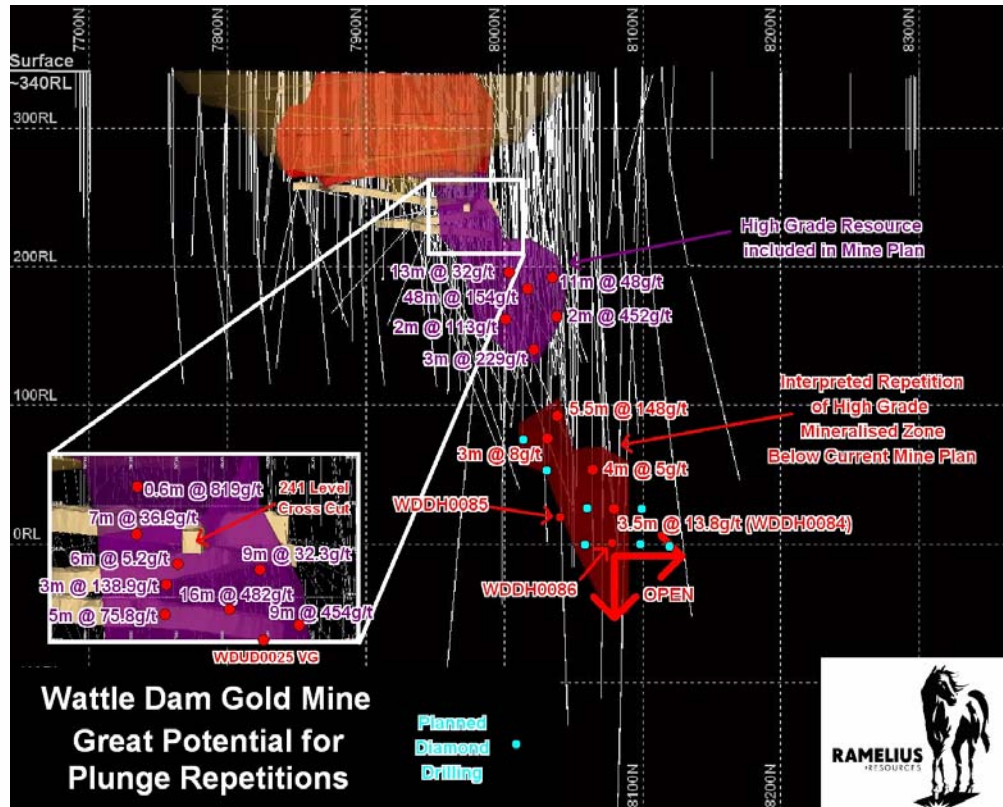 7700N
7800N
7900N
8000N
8100N
8200N
8300N
Surface
~340RL
300RL
200RL
100RL
0RL
High Grade Resource
included in Mine Plan
13m @ 32g/t
11m @ 48g/t
48m @ 154g/t
2m @ 113g/t
2m @ 452g/t
3m @ 229g/t
Interpreted Repetition
of High Grade
Mineralised Zone
Below Current Mine Plan
5.5m @ 148g/t
3m @ 8g/t
4m @ 5g/t
WDDH0085
3.5m @ 13.8g/t (WDDH0084)
WDDH0086
OPEN
0.6m @ 819g/t
241 Level
Cross Cut
7m @ 36.9g/t
6m @ 5.2g/t
9m @ 32.3g/t
3m @ 138.9g/t
16m @ 482g/t
5m @ 75.8g/t
9m @ 454g/t
WDUD0025 VG
Wattle Dam Gold Mine
Great Potential for
Plunge Repetitions
Planned
Diamond
Drilling
8100N
8200N
RAMELIUS
RESOURCES